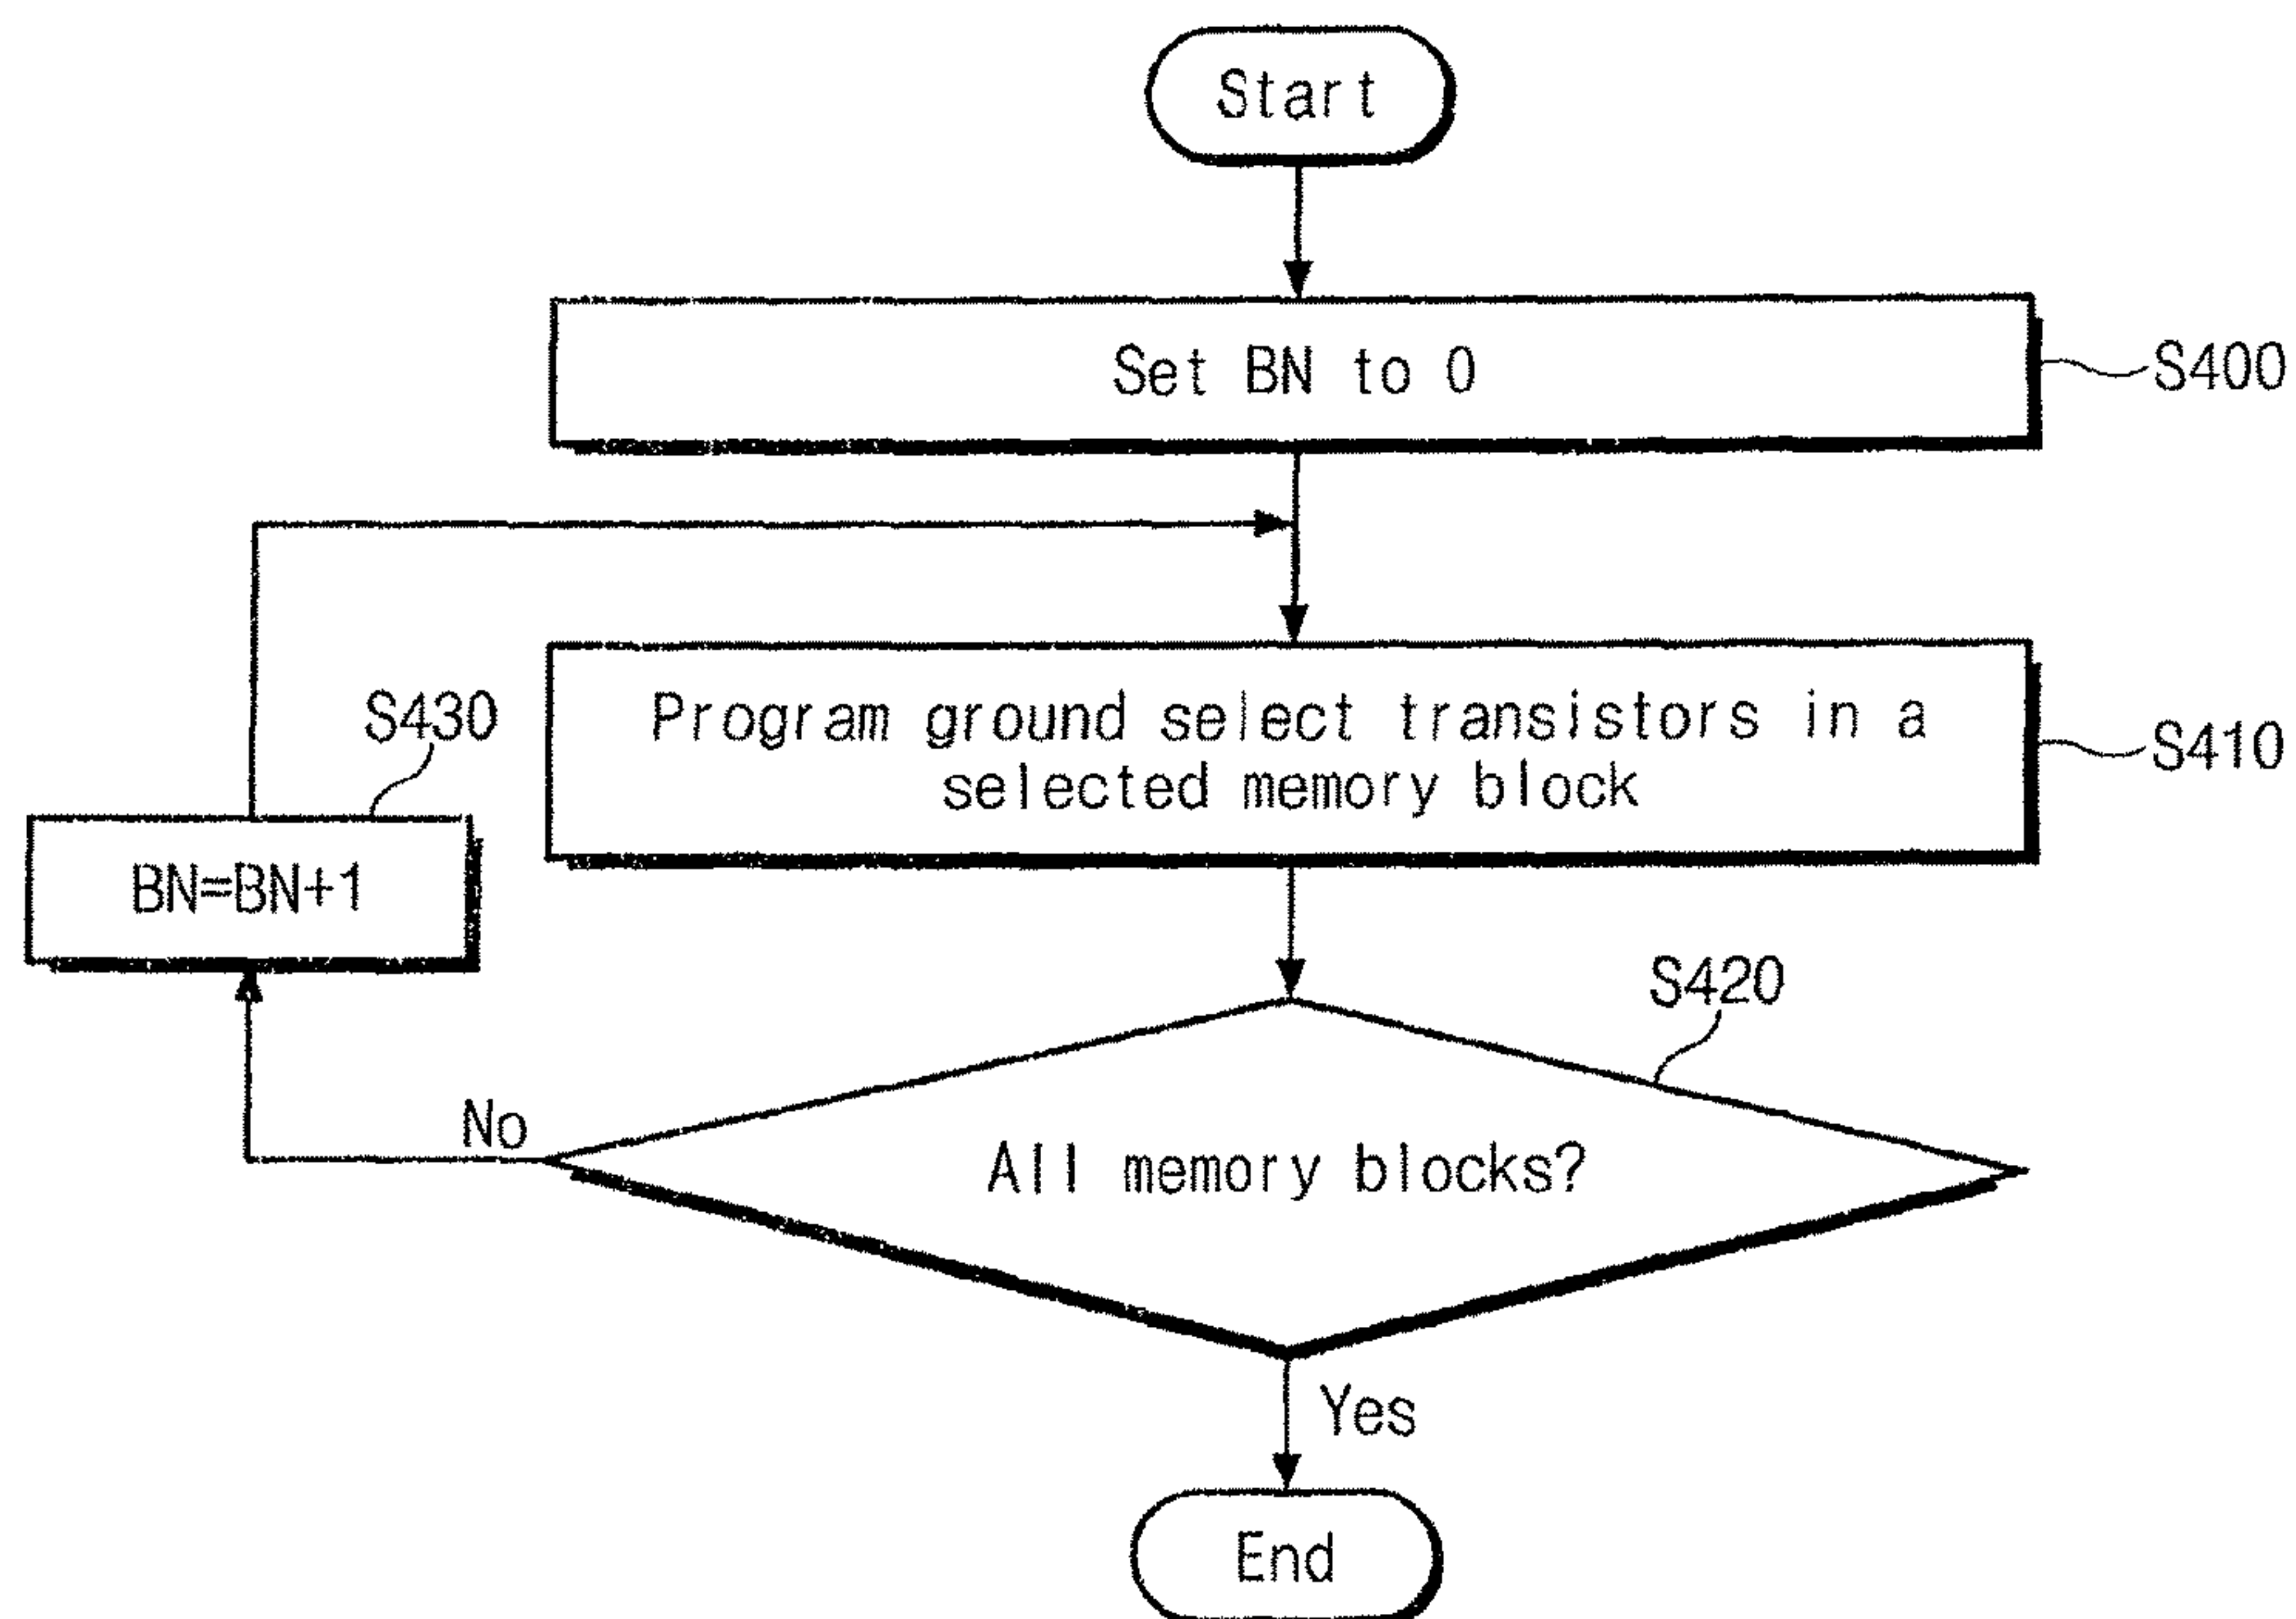 Start
Set BN to 0
S400
S430
Program ground select transistors in a
selected memory block
S410
BN=BN+1
S420
No
All memory blocks?
Yes
End